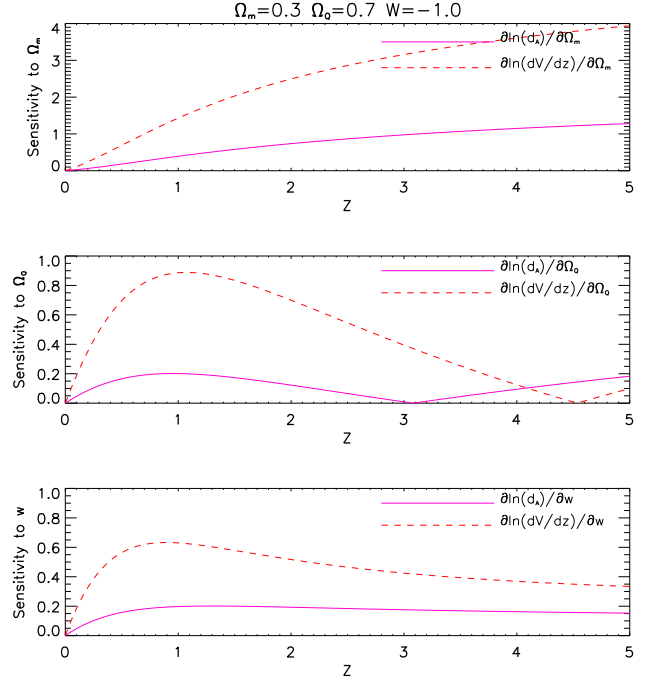 Ωm=0.3 ΩQ=0.7 W=−1.0
Sensitivity to Ωm
4
3
2
1
0
∂ln(dA)/∂Ωm
∂ln(dV/dz)/∂Ωm
0 1 2 3 4 5
Z
Sensitivity to ΩQ
1.0
0.8
0.6
0.4
0.2
0.0
∂ln(dA)/∂ΩQ
∂ln(dV/dz)/∂ΩQ
0 1 2 3 4 5
Z
Sensitivity to w
1.0
0.8
0.6
0.4
0.2
0.0
∂ln(dA)/∂w
∂ln(dV/dz)/∂w
0 1 2 3 4 5
Z